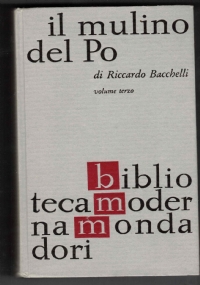 il mulino
del Po
di Riccardo Bacchelli
volume terzo
biblio
tecamoder
namonda
dori